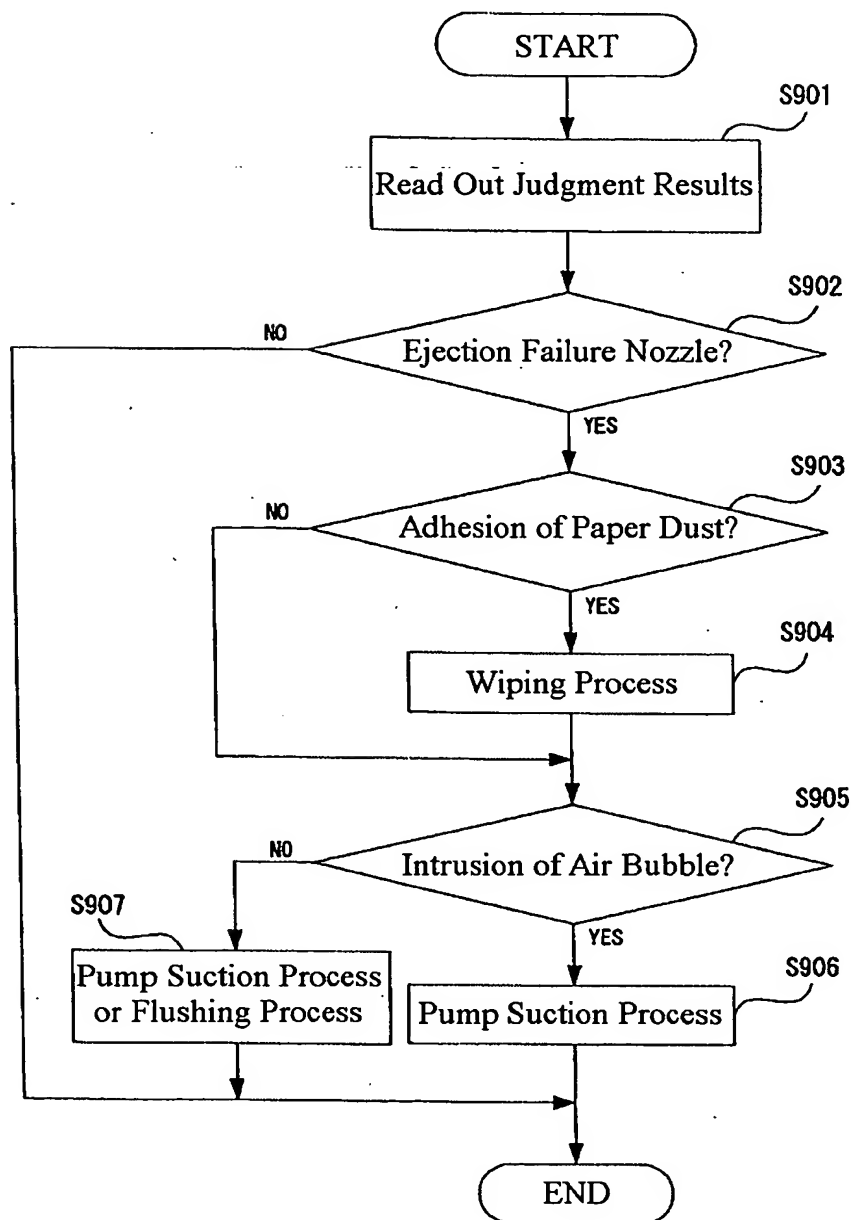 START
S901
Read Out Judgment Results
S902
NO
Ejection Failure Nozzle?
YES
S903
NO
Adhesion of Paper Dust?
YES
S904
Wiping Process
S905
NO
Intrusion of Air Bubble?
S907
YES
Pump Suction Process
or Flushing Process
S906
Pump Suction Process
END